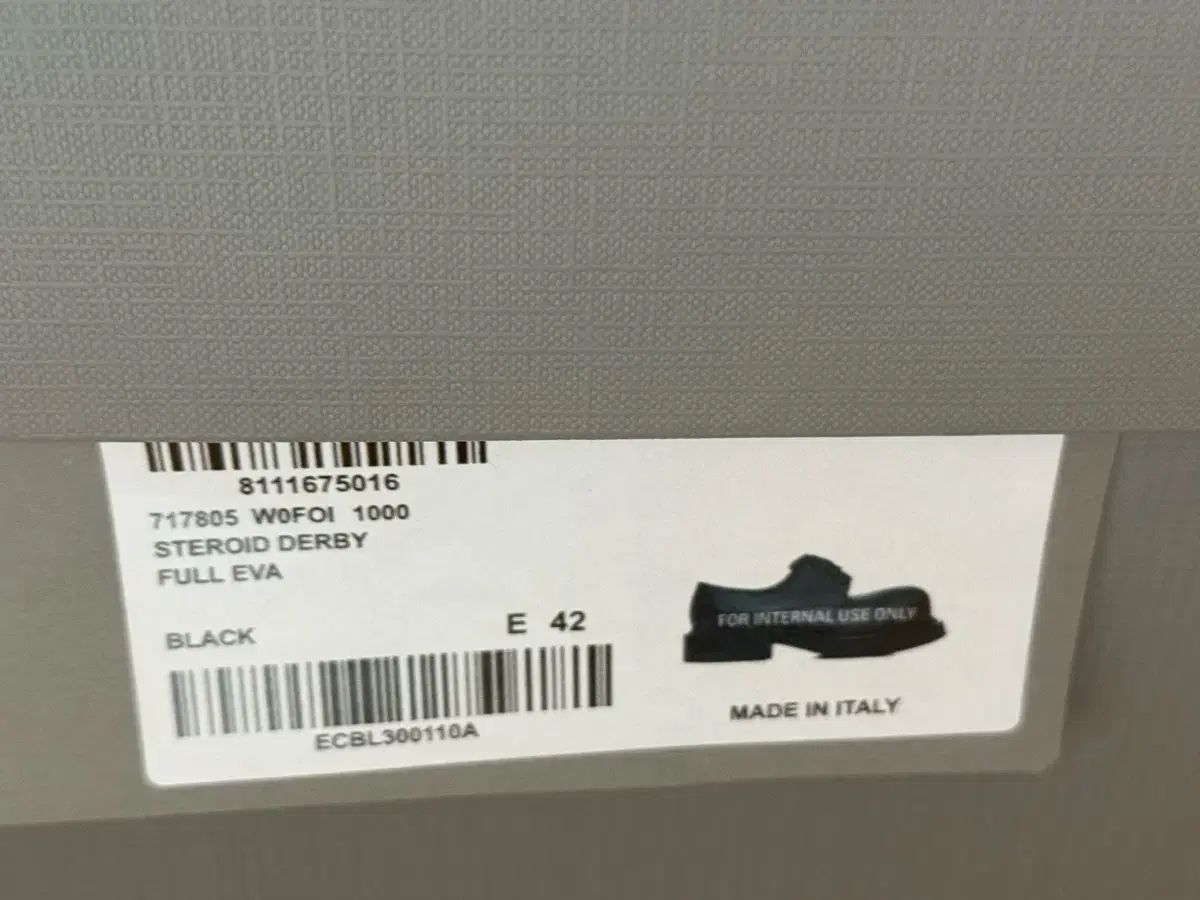 8111675016
717805 W0FOI 1000
STEROID DERBY
FULL EVA
BLACK
E 42
ECBL300110A
FOR INTERNAL USE ONLY
MADE IN ITALY